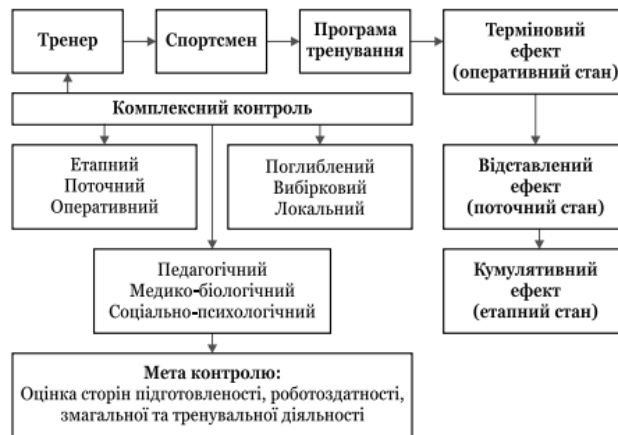 Тренер
Спортсмен
Програма
тренування
Терміновий
ефект
(оперативний стан)
Комплексний контроль
Етапний
Поточний
Оперативний
Поглиблений
Вибірковий
Локальний
Відставлений
ефект
(поточний стан)
Педагогічний
Медико-біологічний
Соціально-психологічний
Кумулятивний
ефект
(етапний стан)
Мета контролю:
Оцінка сторін підготовленості, роботоздатності,
змагальної та тренувальної діяльності